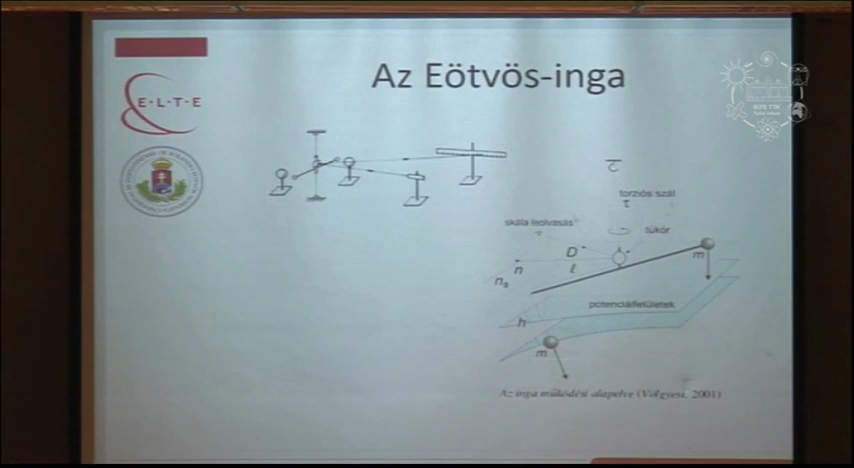 Az Eötvös-inga
E·L·T·E
τ
torziós szál
τ
skála leolvasás
tükör
D
m
n
ℓ
n₀
potenciálfelületek
h
m
Az inga működési alapelve (Völgyesi, 2001)